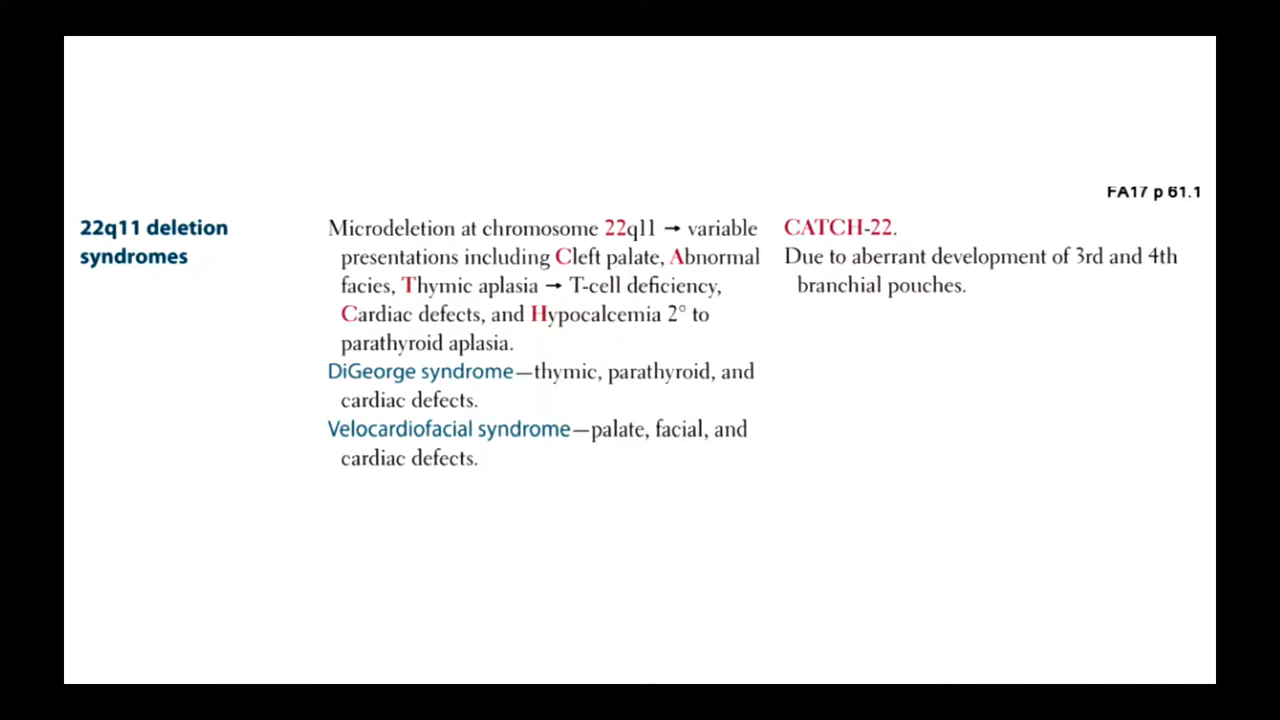 FA17 p 61.1
22q11 deletion
syndromes
Microdeletion at chromosome 22q11 → variable
presentations including Cleft palate, Abnormal
facies, Thymic aplasia → T-cell deficiency,
Cardiac defects, and Hypocalcemia 2° to
parathyroid aplasia.
DiGeorge syndrome—thymic, parathyroid, and
cardiac defects.
Velocardiofacial syndrome—palate, facial, and
cardiac defects.
CATCH-22.
Due to aberrant development of 3rd and 4th
branchial pouches.